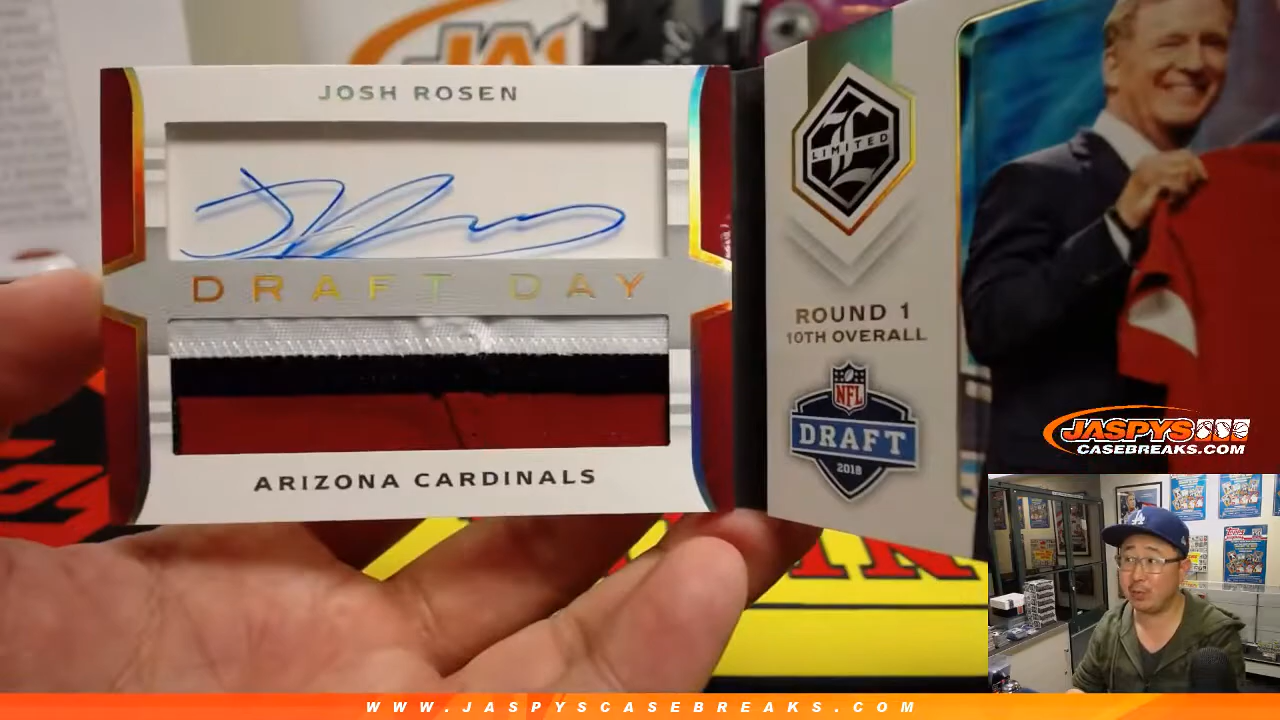 JOSH ROSEN
DRAFT DAY
ARIZONA CARDINALS
LIMITED
ROUND 1
10TH OVERALL
NFL
DRAFT
2018
JASPYS
CASEBREAKS.COM
WWW.JASPYSCASEBREAKS.COM